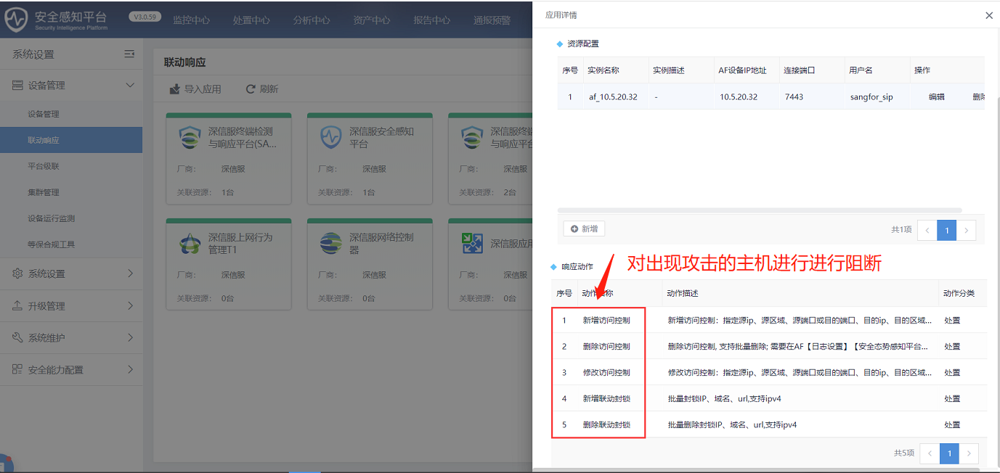 安全感知平台
Security Intelligence Platform
V3.0.59
监控中心
处置中心
分析中心
资产中心
报告中心
通报预警
系统设置
设备管理
设备管理
联动响应
平台级联
集群管理
设备运行监测
等保合规工具
系统设置
升级管理
系统维护
安全能力配置
联动响应
导入应用
刷新
深信服终端检测
与响应平台(SA...
厂商： 深信服
关联资源： 1台
深信服安全感知
平台
厂商： 深信服
关联资源： 1台
深信服终端
与响应平台
厂商： 深信服
关联资源： 2台
深信服上网行为
管理T1
厂商： 深信服
关联资源： 0台
深信服网络控制
器
厂商： 深信服
关联资源： 0台
深信服应用
厂商： 深信服
关联资源： 0台
应用详情
资源配置
序号 实例名称 实例描述 AF设备IP地址 连接端口 用户名 操作
1 af_10.5.20.32 - 10.5.20.32 7443 sangfor_sip 编辑 删除
新增
共1项
1
响应动作
对出现攻击的主机进行进行阻断
序号 动作名称 动作描述 动作分类
1 新增访问控制 新增访问控制：指定源ip、源区域、源端口或目的端口、目的ip、目的区域... 处置
2 删除访问控制 删除访问控制, 支持批量删除; 需要在AF【日志设置】【安全态势感知平台... 处置
3 修改访问控制 修改访问控制：指定源ip、源区域、源端口或目的端口、目的ip、目的区域... 处置
4 新增联动封锁 批量封锁IP、域名、url,支持ipv4 处置
5 删除联动封锁 批量删除封锁IP、域名、url,支持ipv4 处置
共5项
1